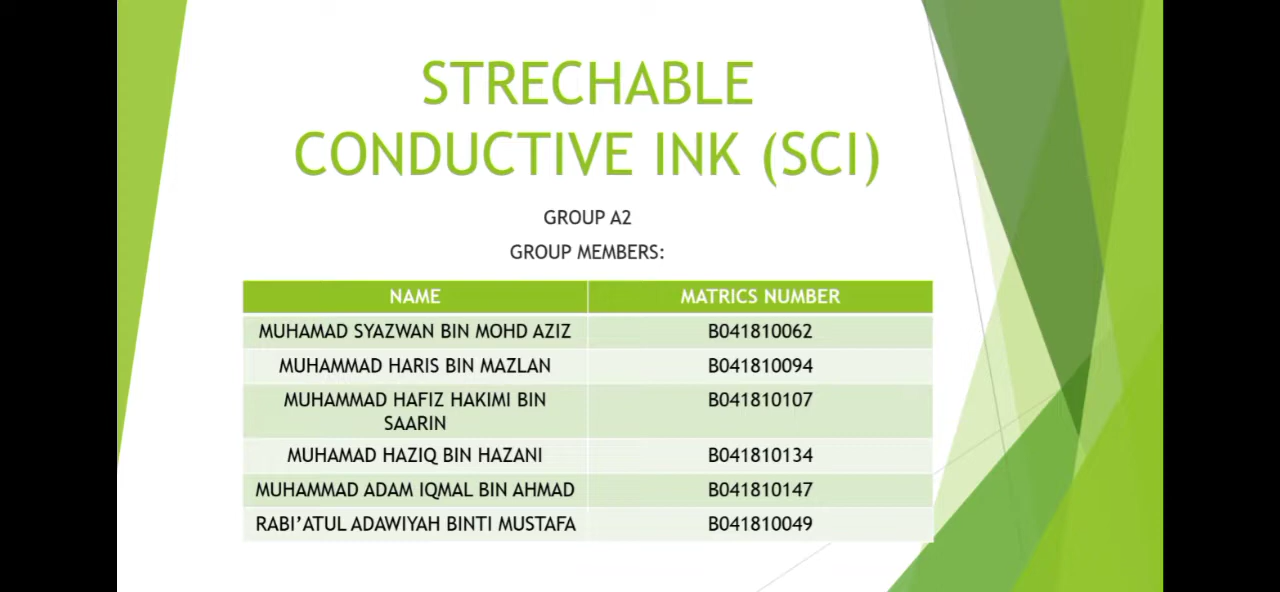 STRECHABLE
CONDUCTIVE INK (SCI)
GROUP A2
GROUP MEMBERS:
NAME MATRICS NUMBER
MUHAMAD SYAZWAN BIN MOHD AZIZ B041810062
MUHAMMAD HARIS BIN MAZLAN B041810094
MUHAMMAD HAFIZ HAKIMI BIN B041810107
SAARIN
MUHAMAD HAZIQ BIN HAZANI B041810134
MUHAMMAD ADAM IQMAL BIN AHMAD B041810147
RABI’ATUL ADAWIYAH BINTI MUSTAFA B041810049